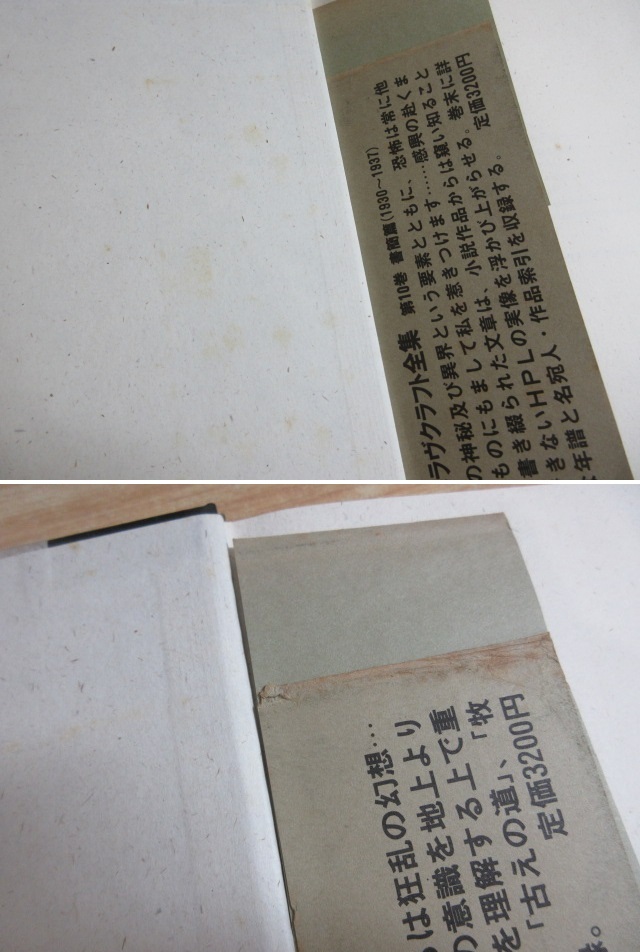 ラヴクラフト全集 第10巻 書簡篇(1930〜1937)
恐怖は常に他
の神秘及び異界という要素とともに、感興の赴くま
ものにもまして私を惹きつけます……
書き綴られた文章は、小説作品からは窺い知ること
きないHPLの実像を浮かび上がらせる。巻末に詳
年譜と名宛人・作品索引を収録する。
定価3200円
は狂乱の幻想…
の意識を地上より
を理解する上で重
「古えの道」、「牧
定価3200円